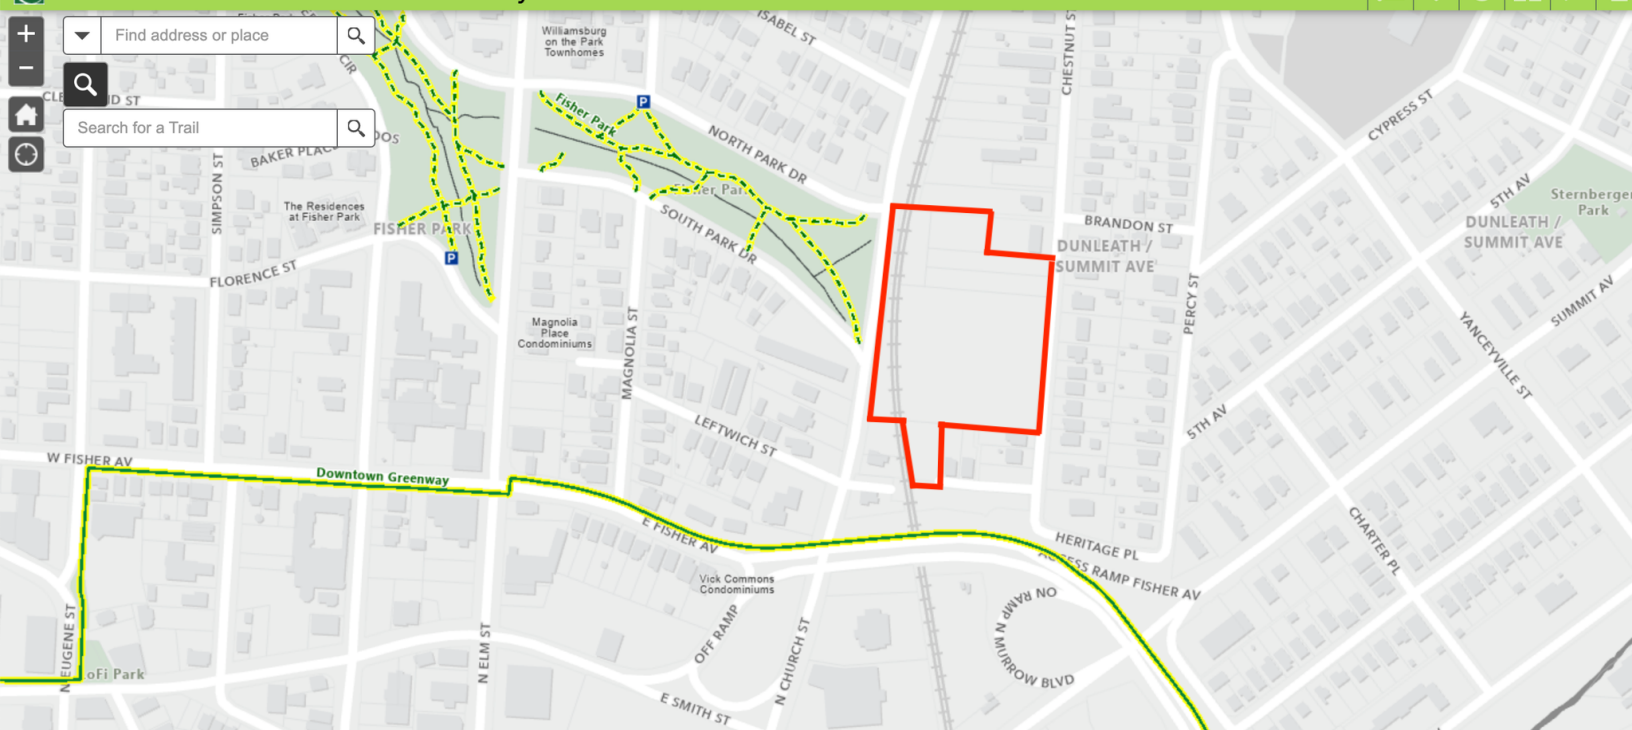 +
Find address or place
−
Search for a Trail
Williamsburg
on the Park
Townhomes
ISABEL ST
CHESTNUT ST
CYPRESS ST
CIR
BAKER PLACE
SIMPSON ST
The Residences
at Fisher Park
FISHER PARK
P
Fisher Park
P
NORTH PARK DR
Fisher Park
SOUTH PARK DR
BRANDON ST
DUNLEATH /
SUMMIT AVE
5TH AV
Sternberger
Park
DUNLEATH /
SUMMIT AVE
FLORENCE ST
Magnolia
Place
Condominiums
MAGNOLIA ST
PERCY ST
SUMMIT AV
YANCEYVILLE ST
LEFTWICH ST
5TH AV
W FISHER AV
Downtown Greenway
E FISHER AV
HERITAGE PL
ACCESS RAMP FISHER AV
CHARTER PL
Vick Commons
Condominiums
ON RAMP N MURROW BLVD
OFF RAMP
N EUGENE ST
LoFi Park
N ELM ST
N CHURCH ST
E SMITH ST